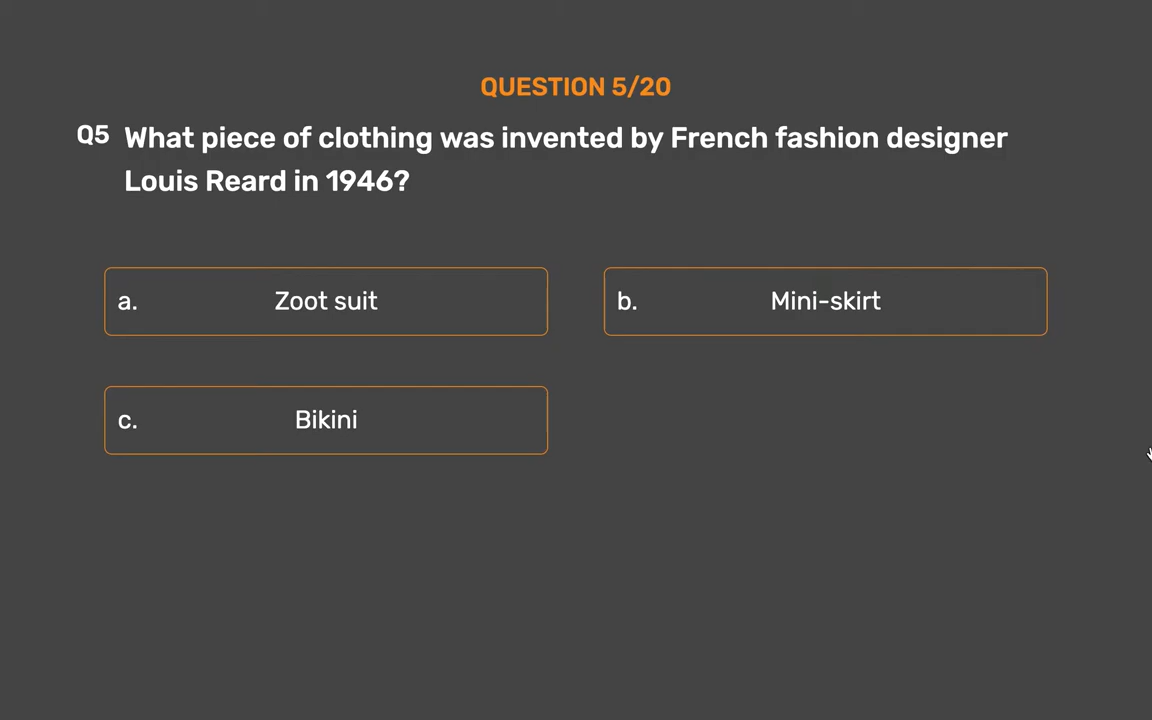 QUESTION 5/20
Q5 What piece of clothing was invented by French fashion designer
Louis Reard in 1946?
a. Zoot suit
b. Mini-skirt
c. Bikini